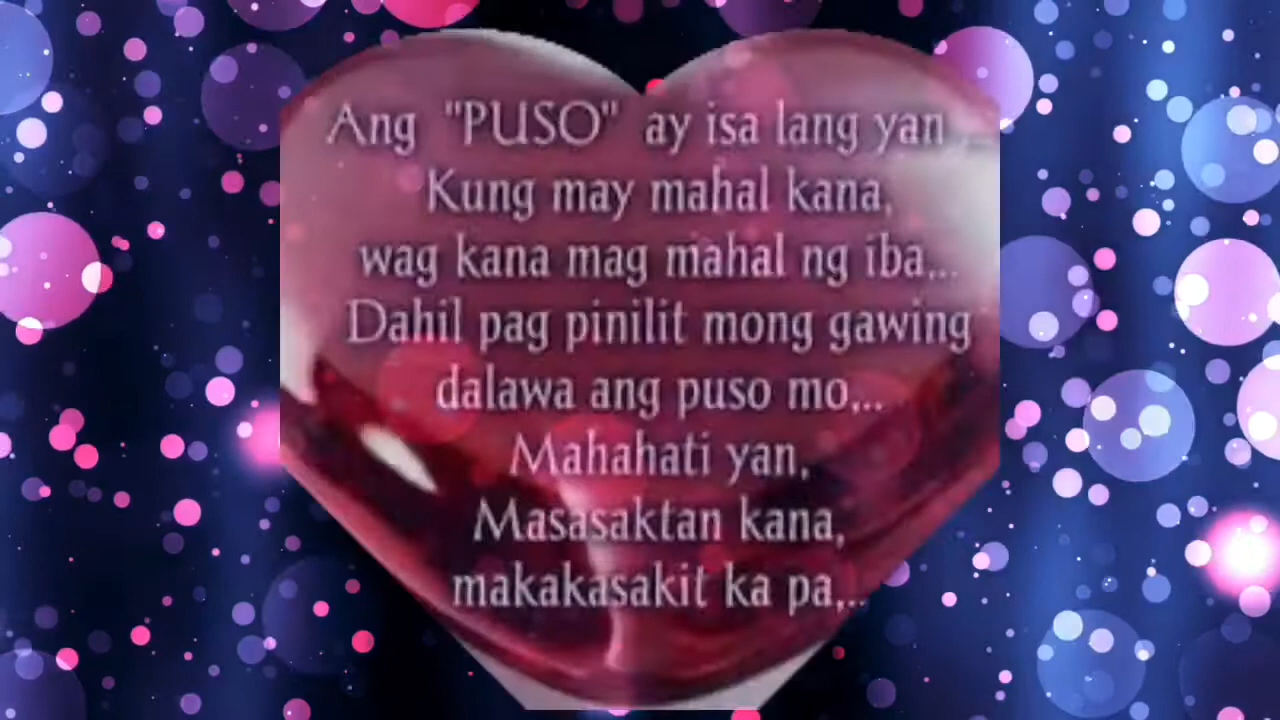 Ang "PUSO" ay isa lang yan ,...
Kung may mahal kana,
wag kana mag mahal ng iba,..
Dahil pag pinilit mong gawing
dalawa ang puso mo,..
Mahahati yan,
Masasaktan kana,
makakasakit ka pa,..